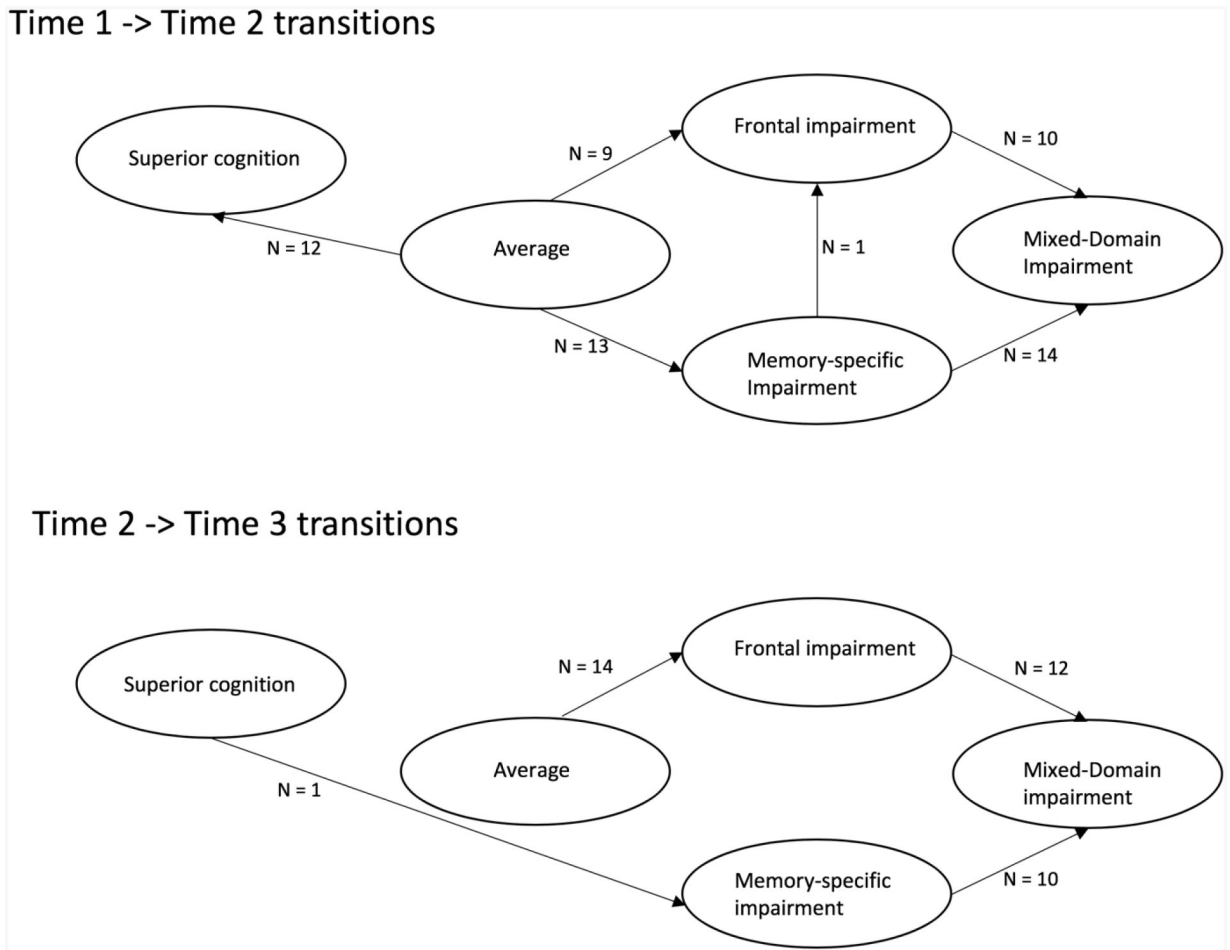 Time 1 -> Time 2 transitions
Superior cognition
Frontal impairment
N = 9
N = 10
N = 12
Average
N = 1
Mixed-Domain
Impairment
N = 13
Memory-specific
Impairment
N = 14
Time 2 -> Time 3 transitions
Superior cognition
Frontal impairment
N = 14
N = 12
Average
Mixed-Domain
impairment
N = 1
Memory-specific
impairment
N = 10